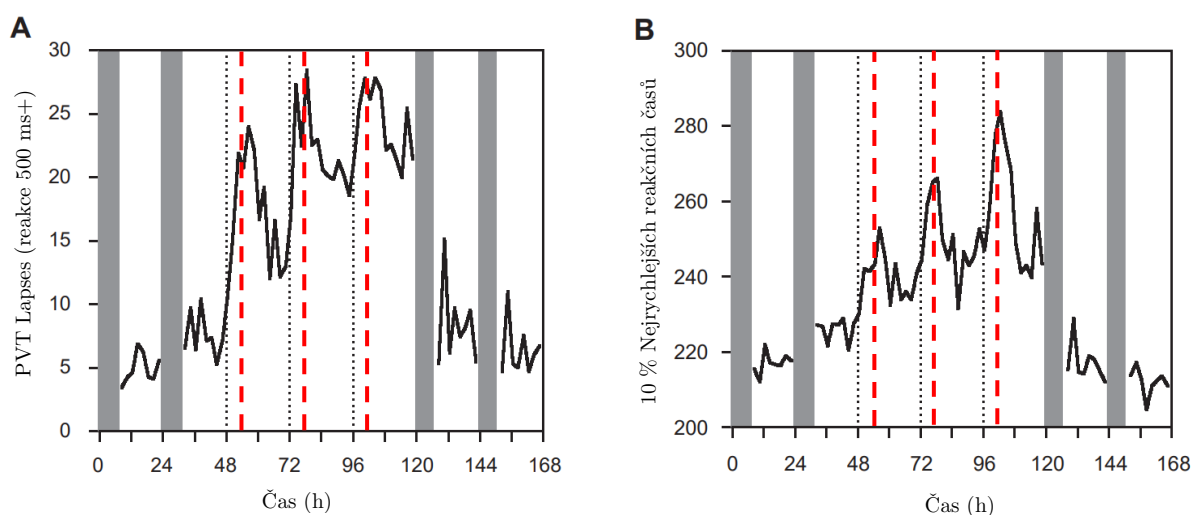 A
PVT Lapses (reakce 500 ms+)
30
25
20
15
10
5
0
0 24 48 72 96 120 144 168
Čas (h)
B
10 % Nejrychlejších reakčních časů
300
280
260
240
220
200
0 24 48 72 96 120 144 168
Čas (h)